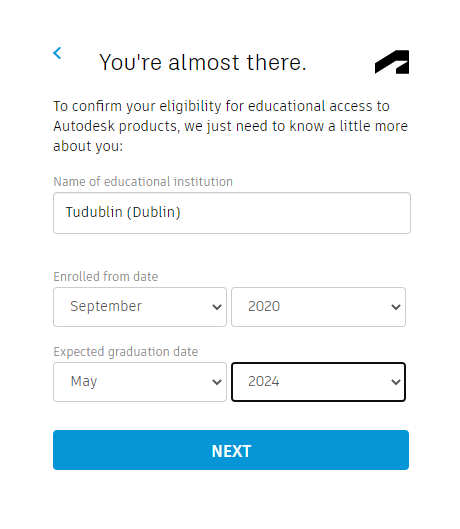 You're almost there.
To confirm your eligibility for educational access to
Autodesk products, we just need to know a little more
about you:
Name of educational institution
Tudublin (Dublin)
Enrolled from date
September 2020
Expected graduation date
May 2024
NEXT